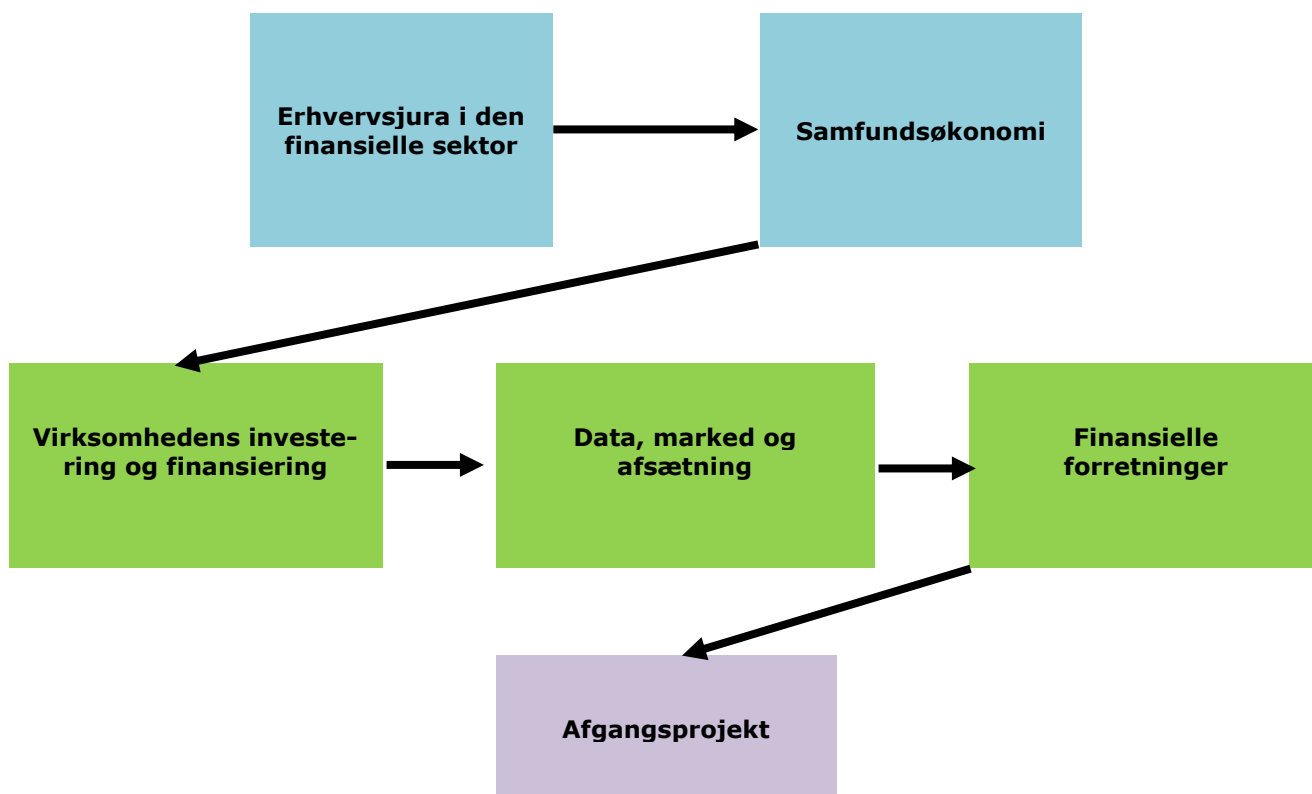 Erhvervsjura i den
finansielle sektor
Samfundsøkonomi
Virksomhedens investe-
ring og finansiering
Data, marked og
afsætning
Finansielle
forretninger
Afgangsprojekt